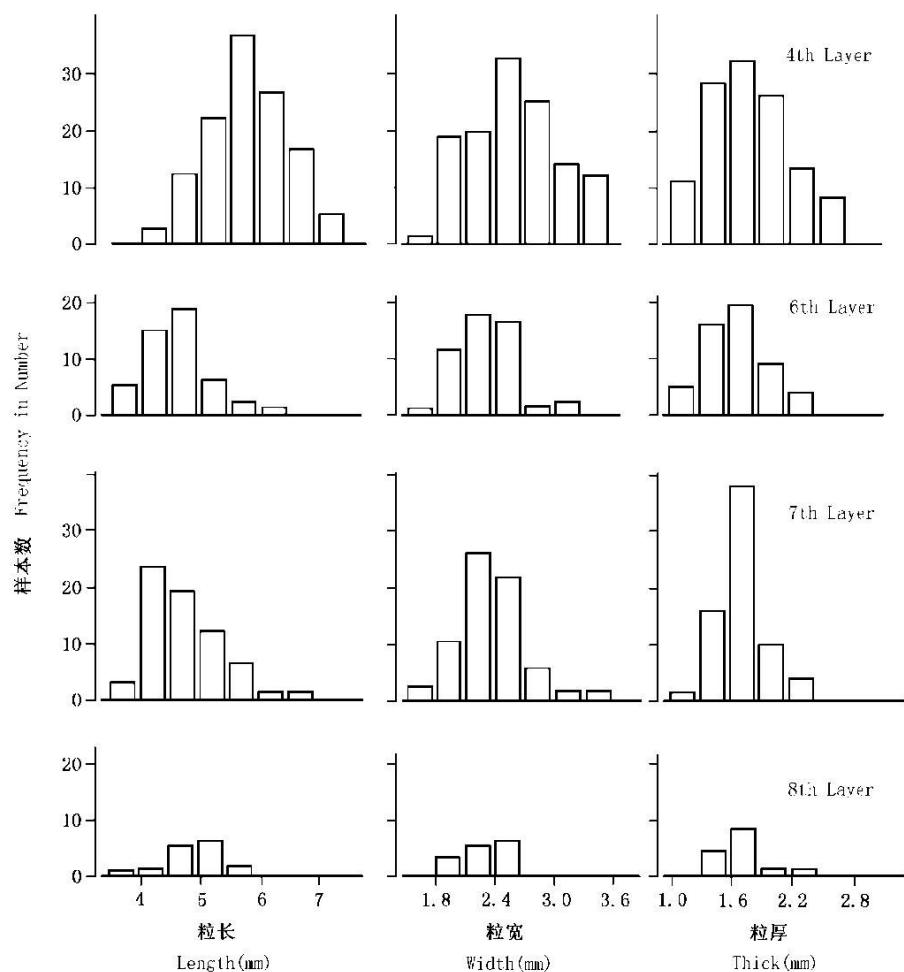 30
20
10
0
4th Layer
20
10
0
6th Layer
30
20
10
0
7th Layer
20
10
0
8th Layer
样本数 Frequency in Number
4 5 6 7
1.8 2.4 3.0 3.6
1.0 1.6 2.2 2.8
粒长
粒宽
粒厚
Length(mm)
Width(mm)
Thick(mm)